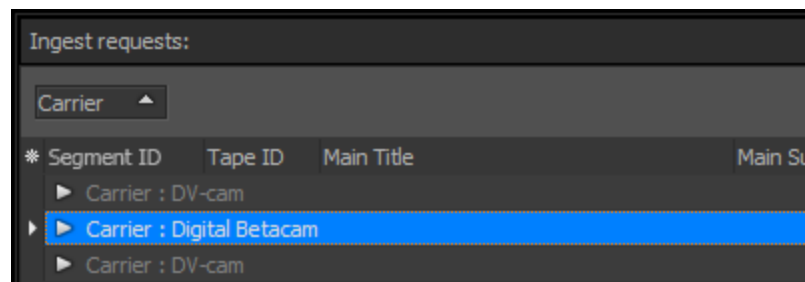 Ingest requests:
Carrier
Segment ID Tape ID Main Title Main Su
Carrier : DV-cam
Carrier : Digital Betacam
Carrier : DV-cam